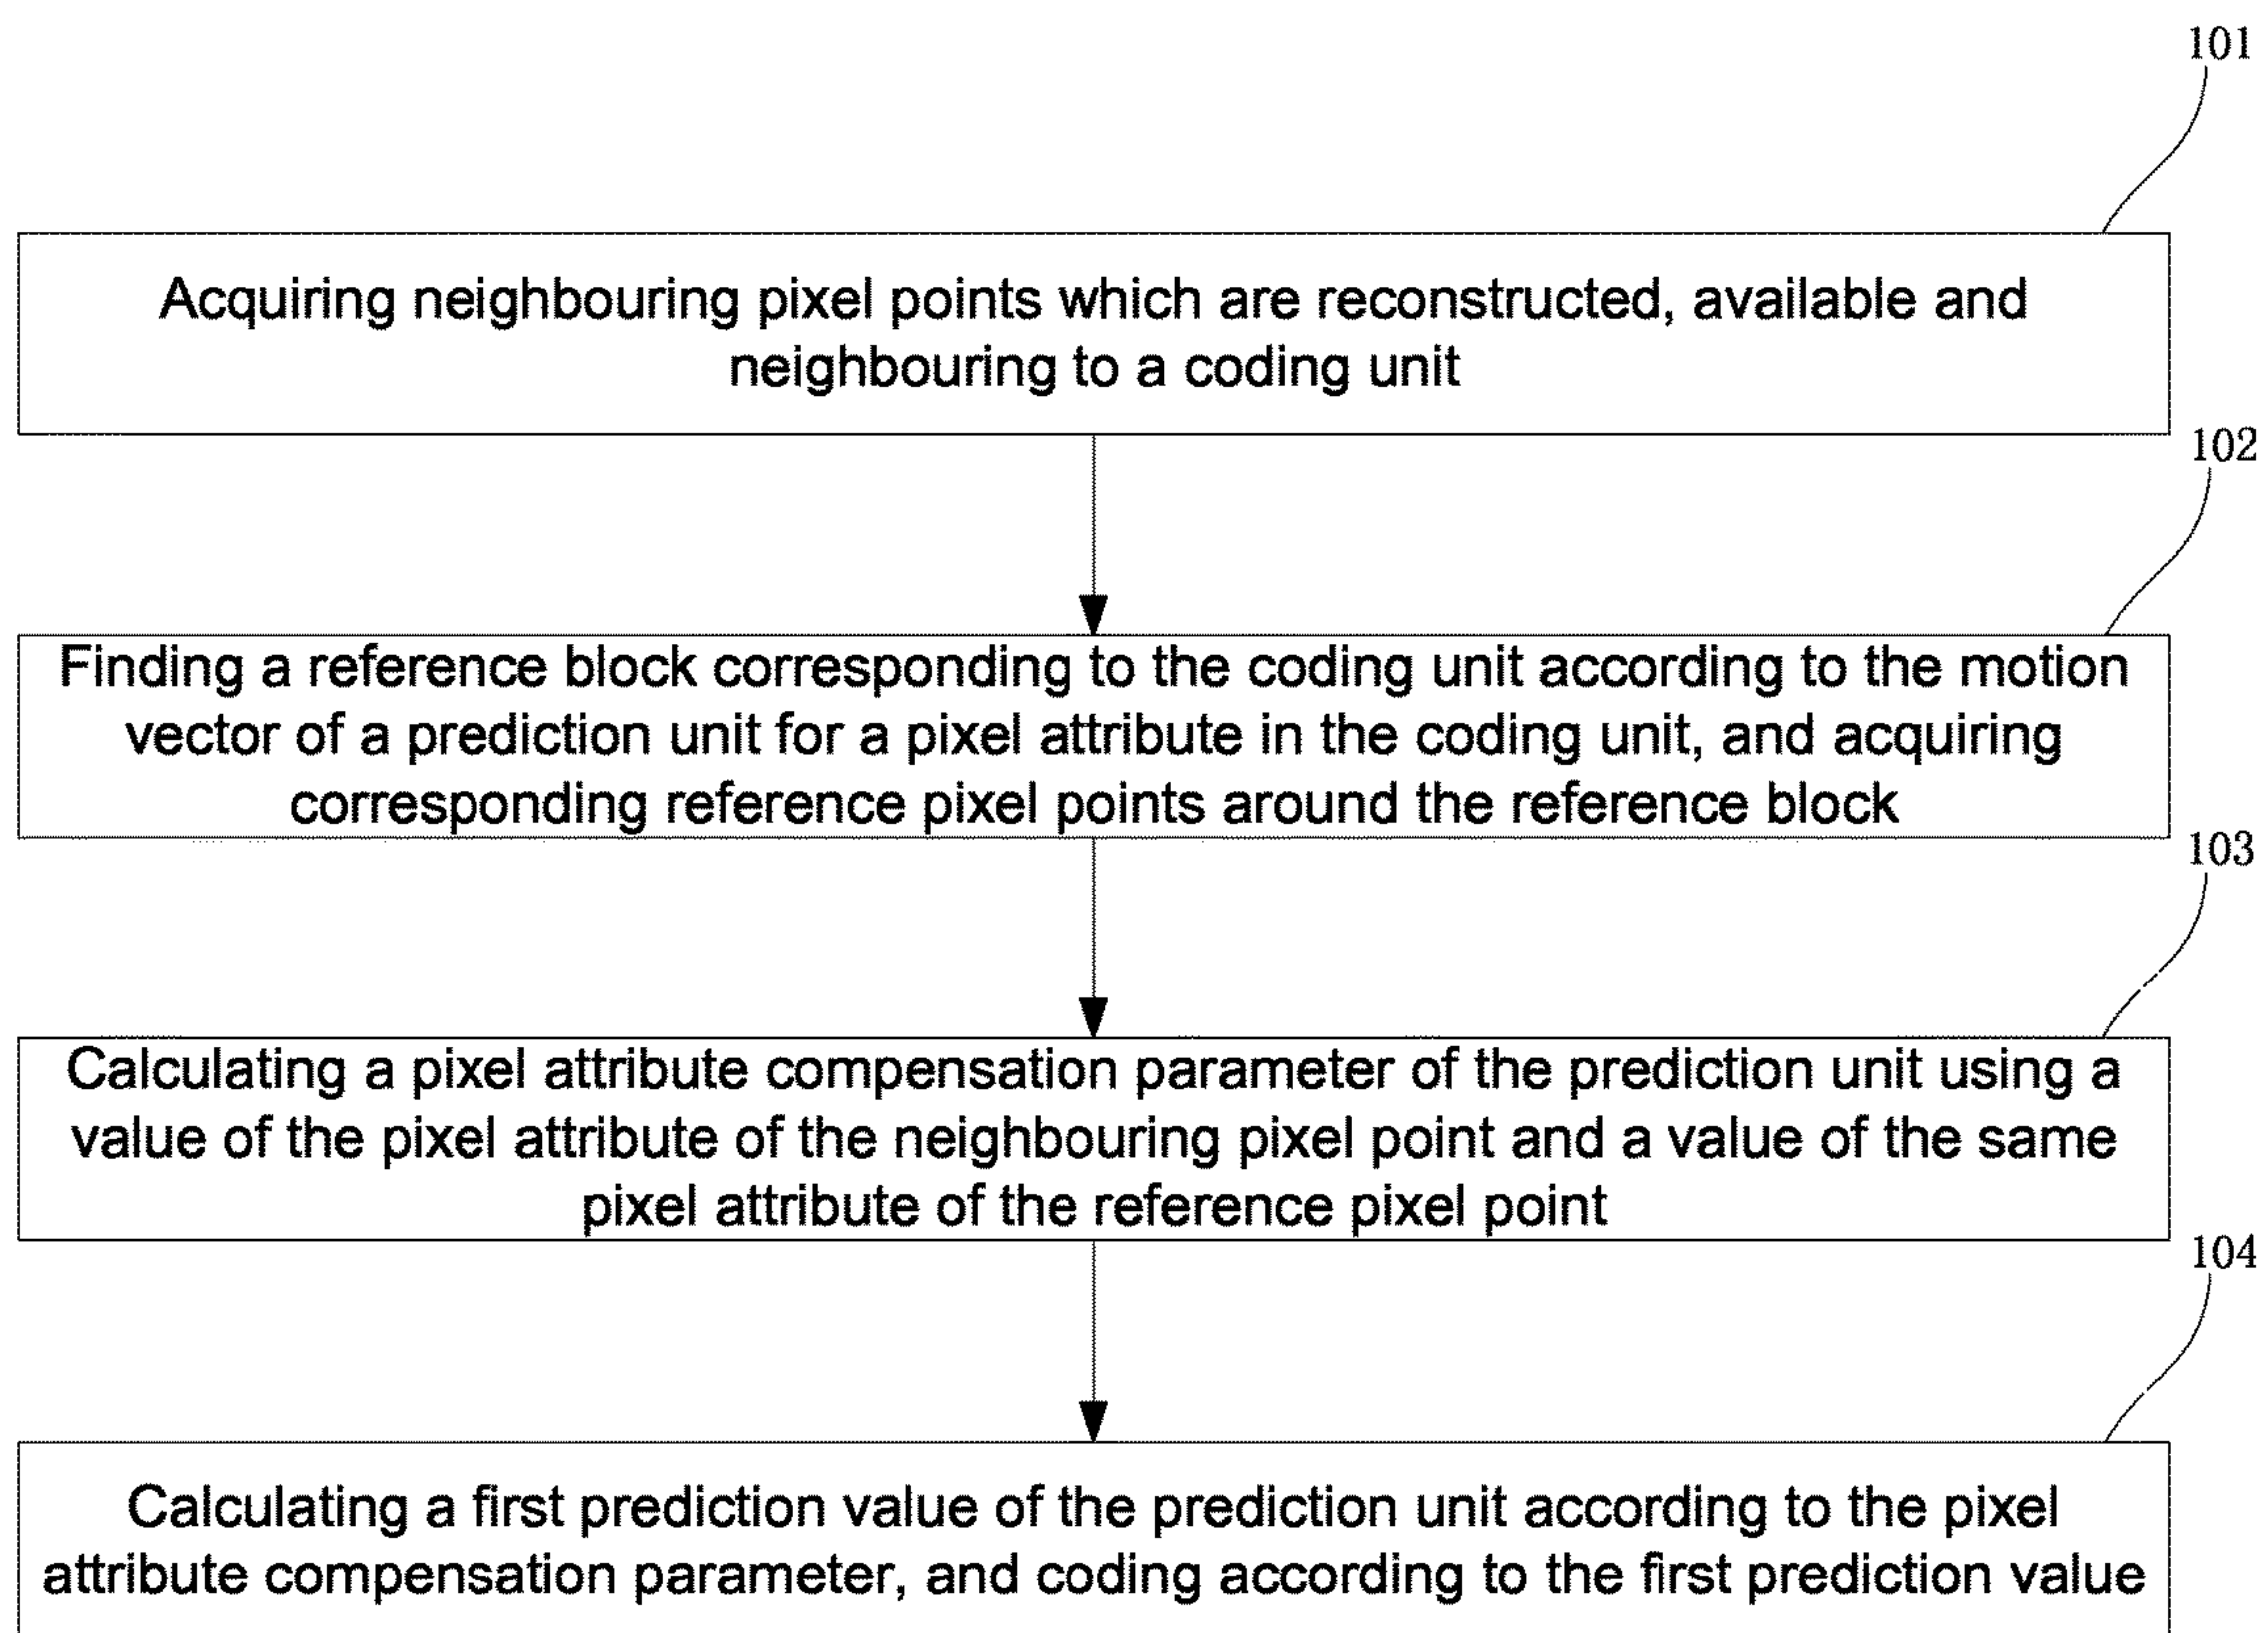 101
Acquiring neighbouring pixel points which are reconstructed, available and
neighbouring to a coding unit
102
Finding a reference block corresponding to the coding unit according to the motion
vector of a prediction unit for a pixel attribute in the coding unit, and acquiring
corresponding reference pixel points around the reference block
103
Calculating a pixel attribute compensation parameter of the prediction unit using a
value of the pixel attribute of the neighbouring pixel point and a value of the same
pixel attribute of the reference pixel point
104
Calculating a first prediction value of the prediction unit according to the pixel
attribute compensation parameter, and coding according to the first prediction value